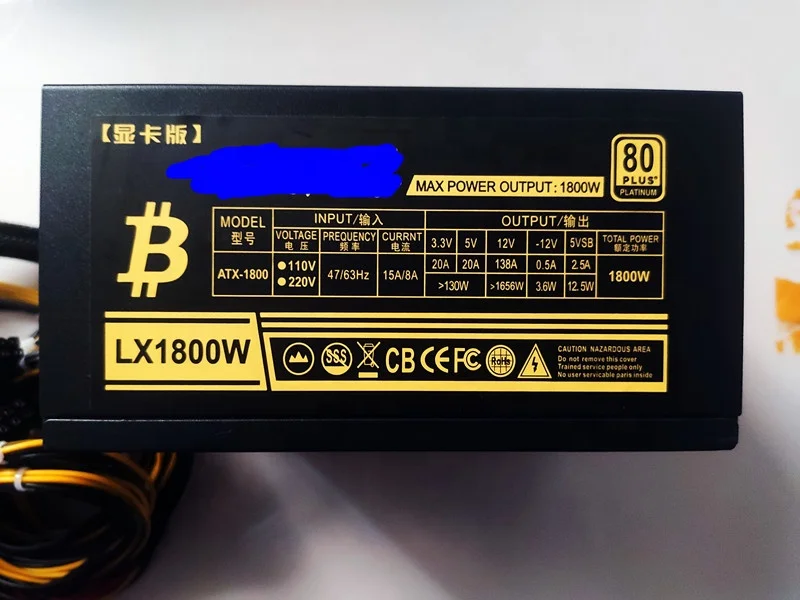 【显卡版】
MAX POWER OUTPUT: 1800W
80
PLUS
PLATINUM
MODEL 型号 INPUT/输入 OUTPUT/输出
VOLTAGE 电压 FREQUENCY 频率 CURRNT 电流 3.3V 5V 12V -12V 5VSB TOTAL POWER 额定功率
ATX-1800 110V 220V 47/63Hz 15A/8A 20A 20A 138A 0.5A 2.5A 1800W
>130W >1656W 3.6W 12.5W
LX1800W
SSS CB CE FC RoHS
CAUTION NAZARDOUS AREA
Do not remove this cover
Trained service people only
No user servicable parts inside